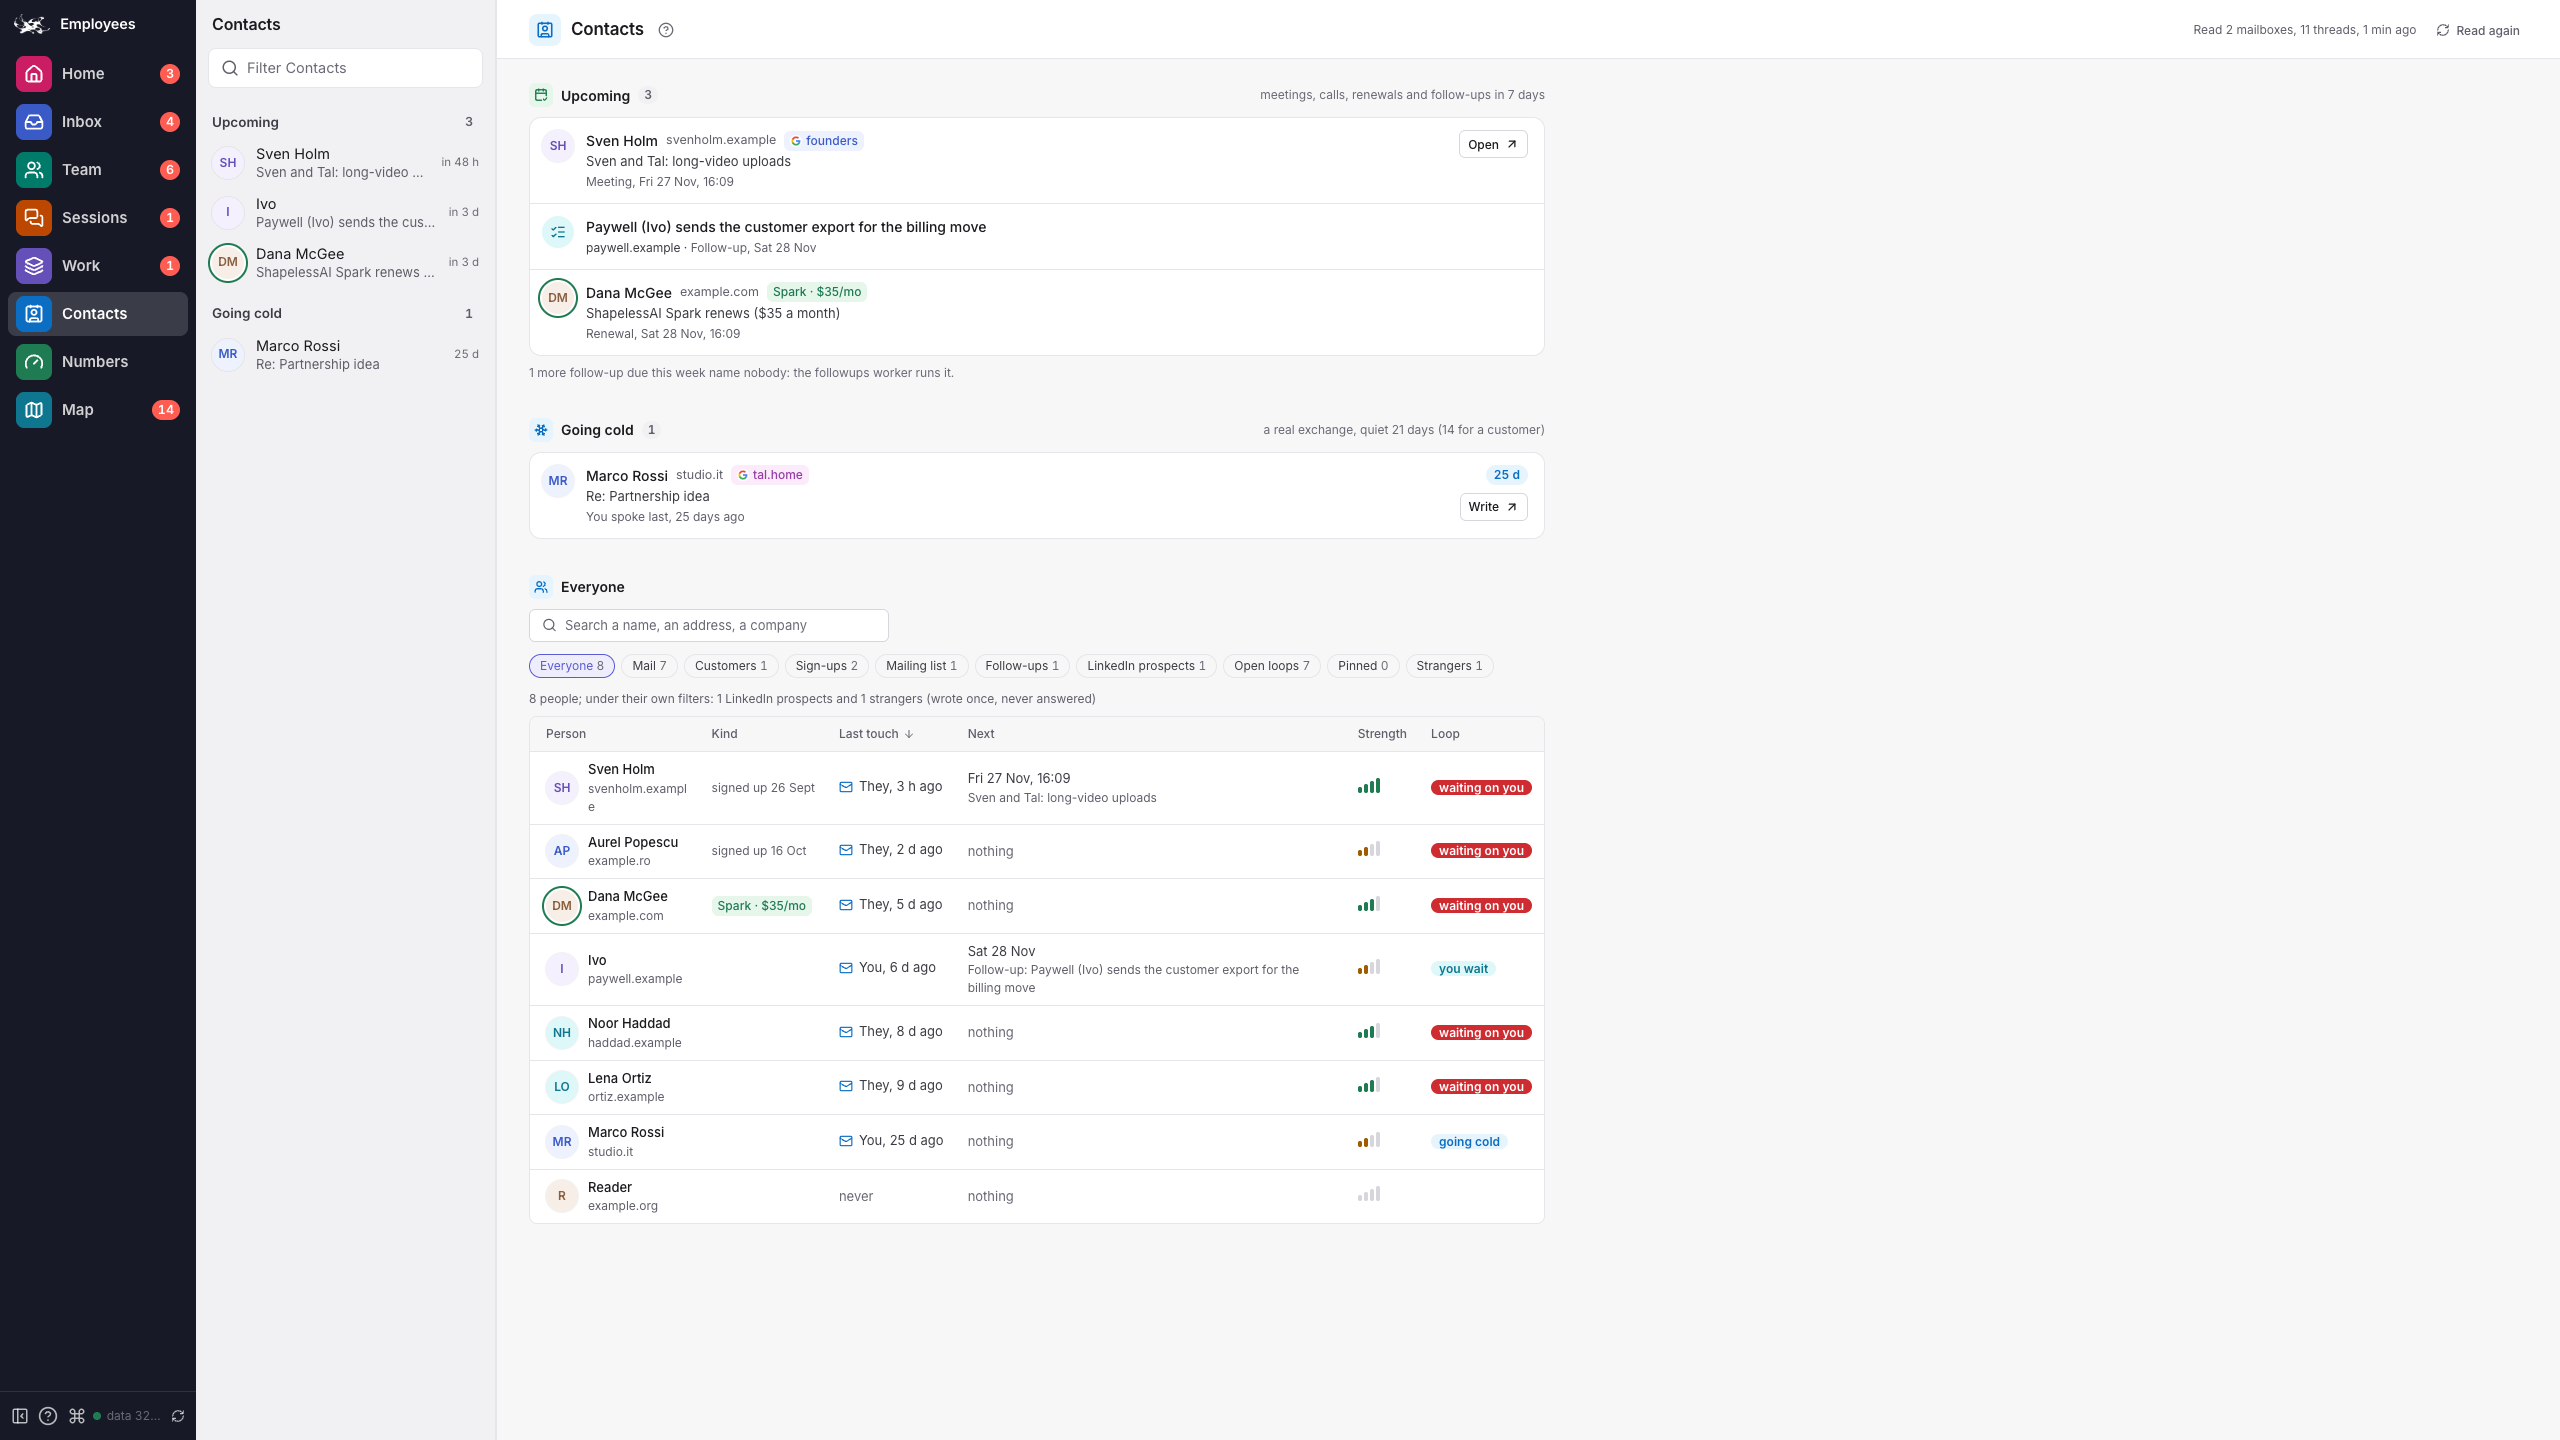 Employees
Home 3
Inbox 4
Team 6
Sessions 1
Work 1
Contacts
Numbers
Map 14
data 32...
Contacts
Filter Contacts
Upcoming 3
SH Sven Holm in 48 h
Sven and Tal: long-video ...
I Ivo in 3 d
Paywell (Ivo) sends the cus...
DM Dana McGee in 3 d
ShapelessAI Spark renews ...
Going cold 1
MR Marco Rossi 25 d
Re: Partnership idea
Contacts
Read 2 mailboxes, 11 threads, 1 min ago Read again
Upcoming 3 meetings, calls, renewals and follow-ups in 7 days
SH Sven Holm svenholm.example founders Open
Sven and Tal: long-video uploads
Meeting, Fri 27 Nov, 16:09
Paywell (Ivo) sends the customer export for the billing move
paywell.example · Follow-up, Sat 28 Nov
DM Dana McGee example.com Spark · $35/mo
ShapelessAI Spark renews ($35 a month)
Renewal, Sat 28 Nov, 16:09
1 more follow-up due this week name nobody: the followups worker runs it.
Going cold 1 a real exchange, quiet 21 days (14 for a customer)
MR Marco Rossi studio.it tal.home 25 d
Re: Partnership idea
You spoke last, 25 days ago
Write
Everyone
Search a name, an address, a company
Everyone 8 Mail 7 Customers 1 Sign-ups 2 Mailing list 1 Follow-ups 1 LinkedIn prospects 1 Open loops 7 Pinned 0 Strangers 1
8 people; under their own filters: 1 LinkedIn prospects and 1 strangers (wrote once, never answered)
Person Kind Last touch Next Strength Loop
SH Sven Holm
svenholm.exampl
e
signed up 26 Sept They, 3 h ago Fri 27 Nov, 16:09
Sven and Tal: long-video uploads
waiting on you
AP Aurel Popescu
example.ro
signed up 16 Oct They, 2 d ago nothing waiting on you
DM Dana McGee
example.com
Spark · $35/mo They, 5 d ago nothing waiting on you
I Ivo
paywell.example
You, 6 d ago Sat 28 Nov
Follow-up: Paywell (Ivo) sends the customer export for the
billing move
you wait
NH Noor Haddad
haddad.example
They, 8 d ago nothing waiting on you
LO Lena Ortiz
ortiz.example
They, 9 d ago nothing waiting on you
MR Marco Rossi
studio.it
You, 25 d ago nothing going cold
R Reader
example.org
never nothing